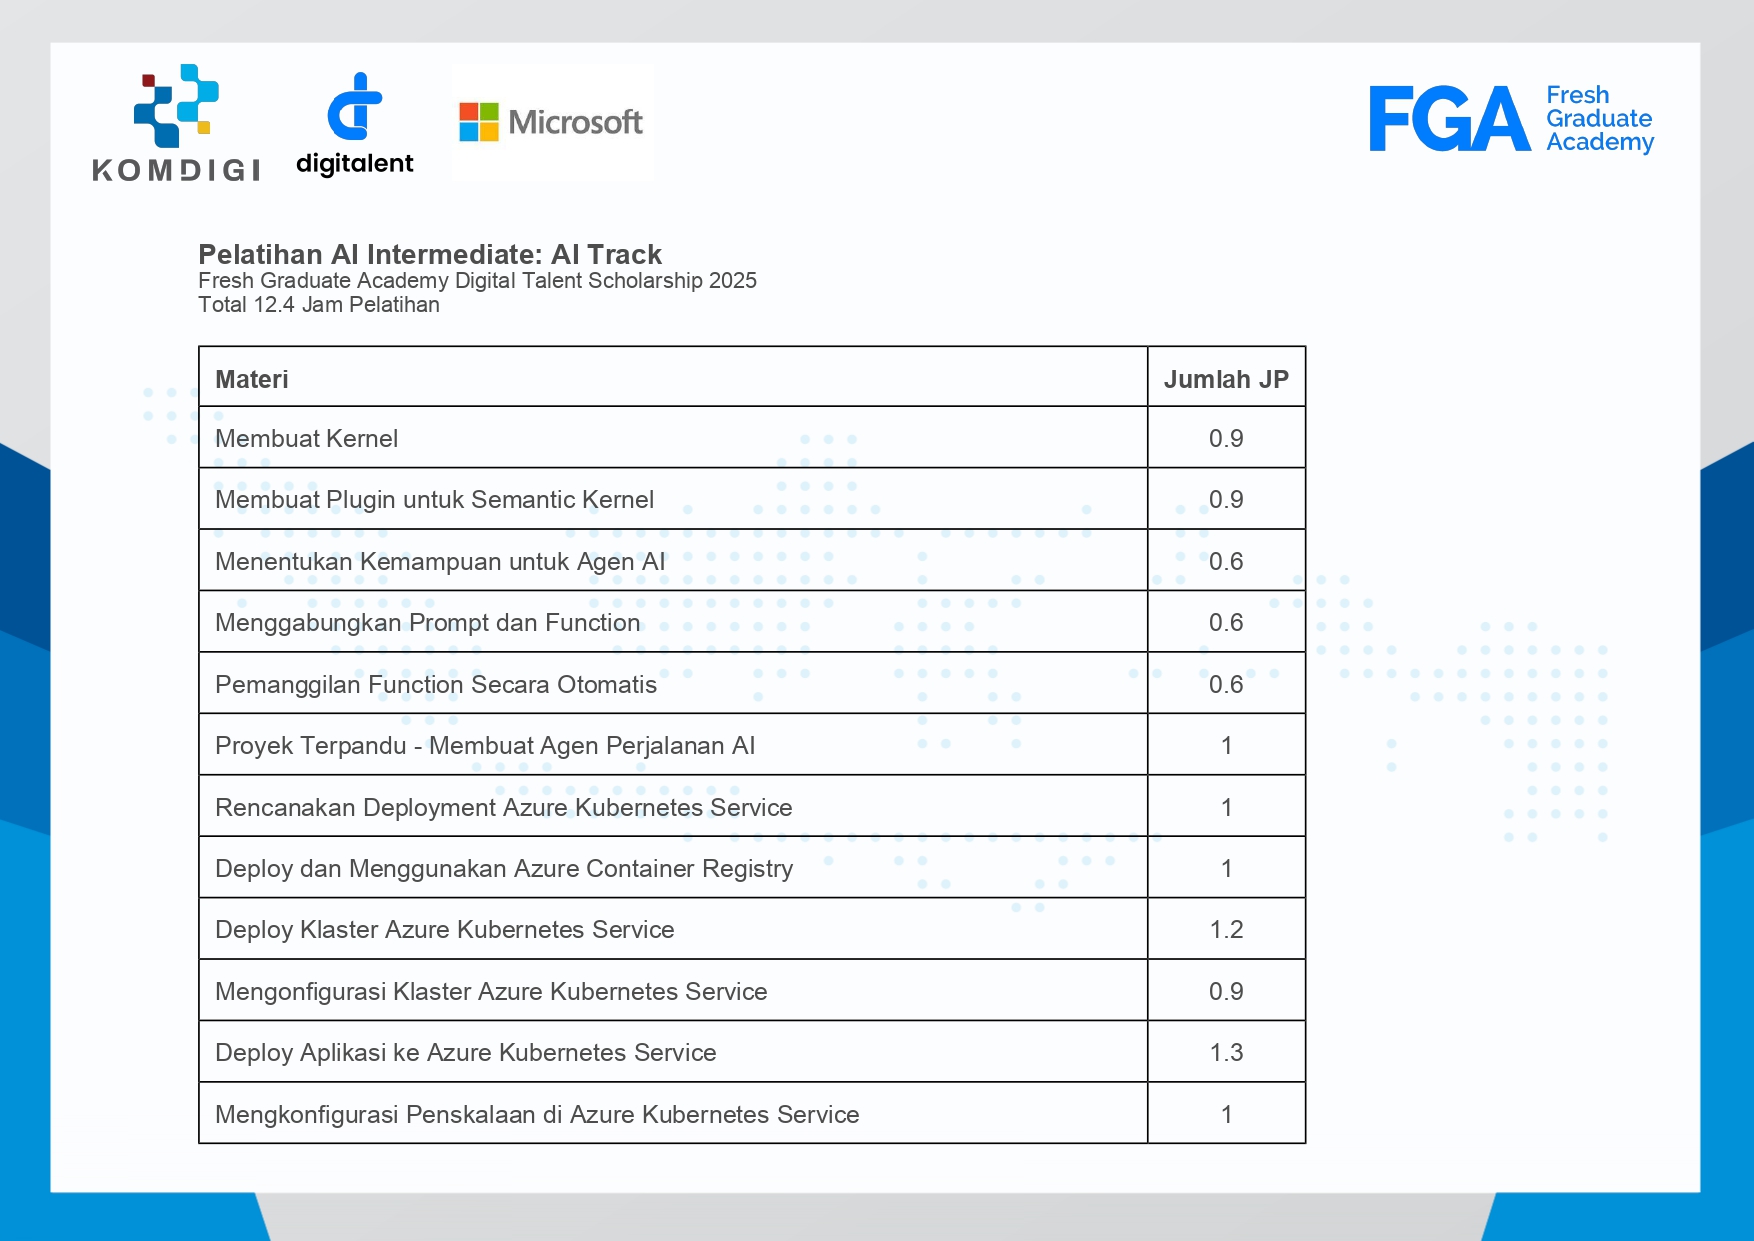 KOMDIGI
digitalent
Microsoft
FGA
Fresh
Graduate
Academy
Pelatihan AI Intermediate: AI Track
Fresh Graduate Academy Digital Talent Scholarship 2025
Total 12.4 Jam Pelatihan
Materi Jumlah JP
Membuat Kernel 0.9
Membuat Plugin untuk Semantic Kernel 0.9
Menentukan Kemampuan untuk Agen AI 0.6
Menggabungkan Prompt dan Function 0.6
Pemanggilan Function Secara Otomatis 0.6
Proyek Terpandu - Membuat Agen Perjalanan AI 1
Rencanakan Deployment Azure Kubernetes Service 1
Deploy dan Menggunakan Azure Container Registry 1
Deploy Klaster Azure Kubernetes Service 1.2
Mengonfigurasi Klaster Azure Kubernetes Service 0.9
Deploy Aplikasi ke Azure Kubernetes Service 1.3
Mengkonfigurasi Penskalaan di Azure Kubernetes Service 1